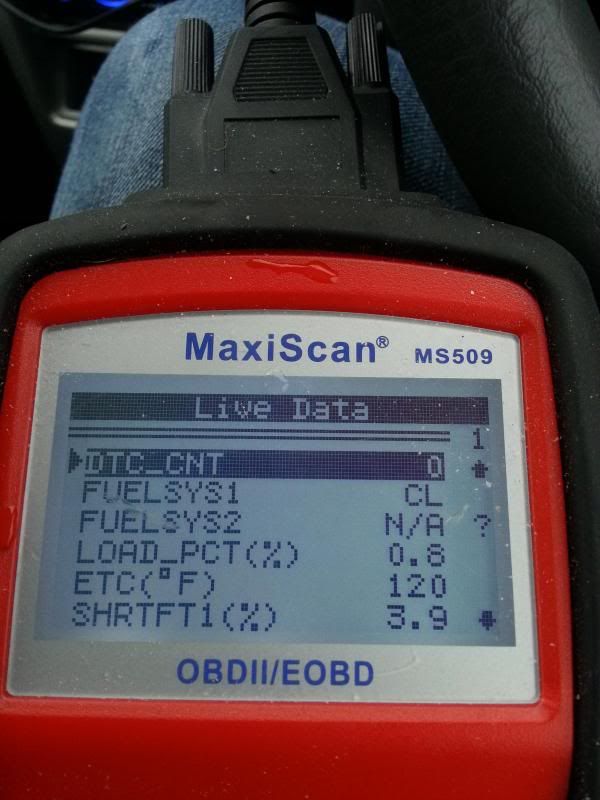 MaxiScan® MS509
Live Data
1
DTC_CNT 0
FUELSYS1 CL
FUELSYS2 N/A ?
LOAD_PCT(%) 0.8
ETC(°F) 120
SHRTFT1(%) 3.9
OBDII/EOBD